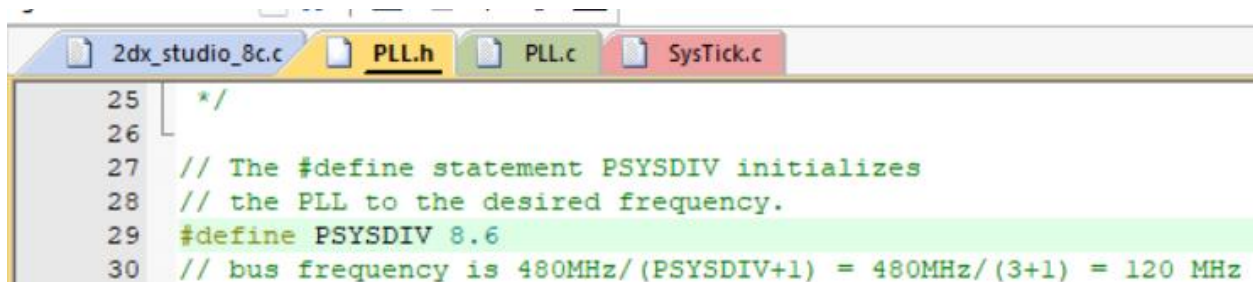 2dx_studio_8c.c PLL.h PLL.c SysTick.c
25 */
26
27 // The #define statement PSYSDIV initializes
28 // the PLL to the desired frequency.
29 #define PSYSDIV 8.6
30 // bus frequency is 480MHz/(PSYSDIV+1) = 480MHz/(3+1) = 120 MHz